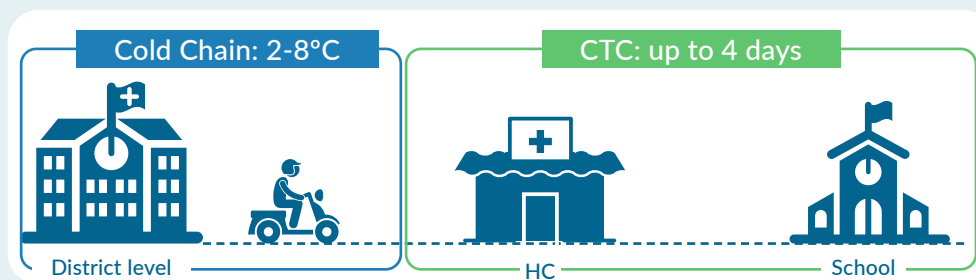 Cold Chain: 2-8°C
CTC: up to 4 days
District level
HC
School